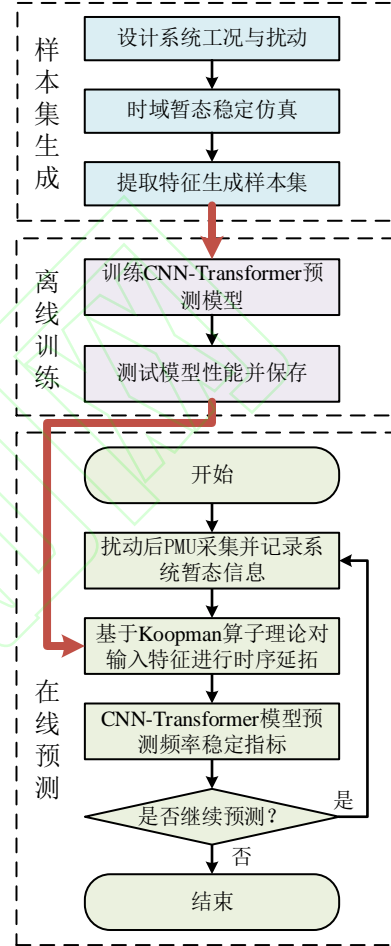 样本集生成
设计系统工况与扰动
时域暂态稳定仿真
提取特征生成样本集
离线训练
训练CNN-Transformer预
测模型
测试模型性能并保存
在线预测
开始
扰动后PMU采集并记录系
统暂态信息
基于Koopman算子理论对
输入特征进行时序延拓
CNN-Transformer模型预
测频率稳定指标
是否继续预测？
是
否
结束